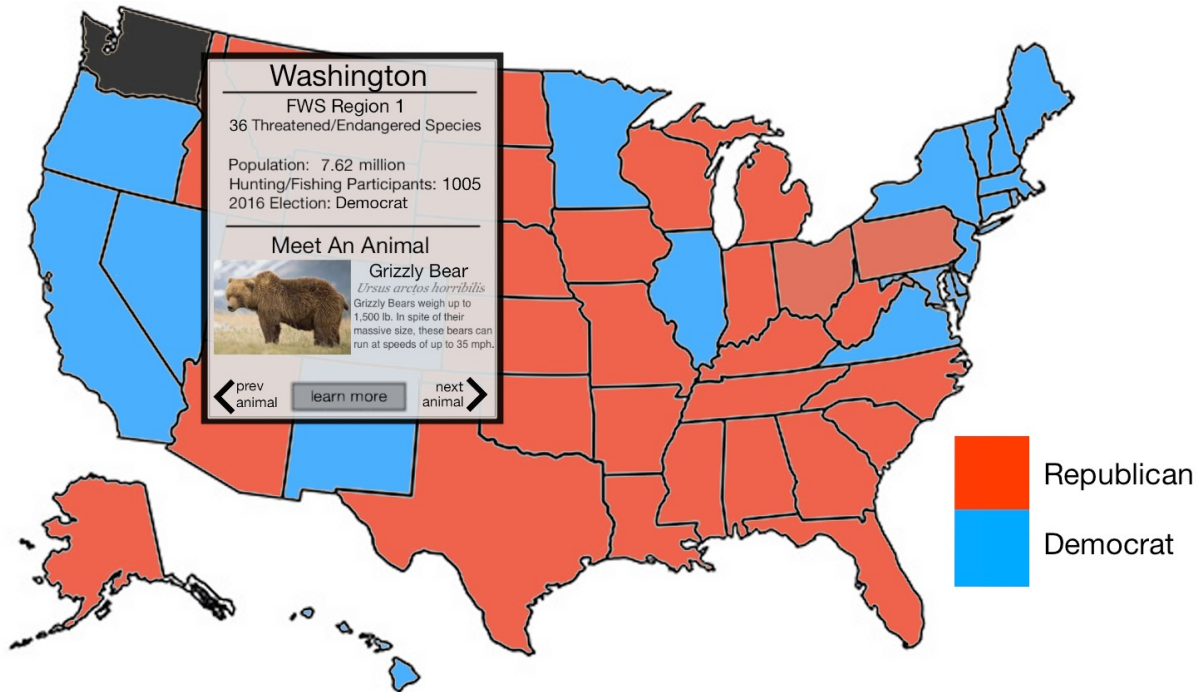 Washington
FWS Region 1
36 Threatened/Endangered Species
Population: 7.62 million
Hunting/Fishing Participants: 1005
2016 Election: Democrat
Meet An Animal
Grizzly Bear
Ursus arctos horribilis
Grizzly Bears weigh up to
1,500 lb. In spite of their
massive size, these bears can
run at speeds of up to 35 mph.
prev
animal
learn more
next
animal
Republican
Democrat